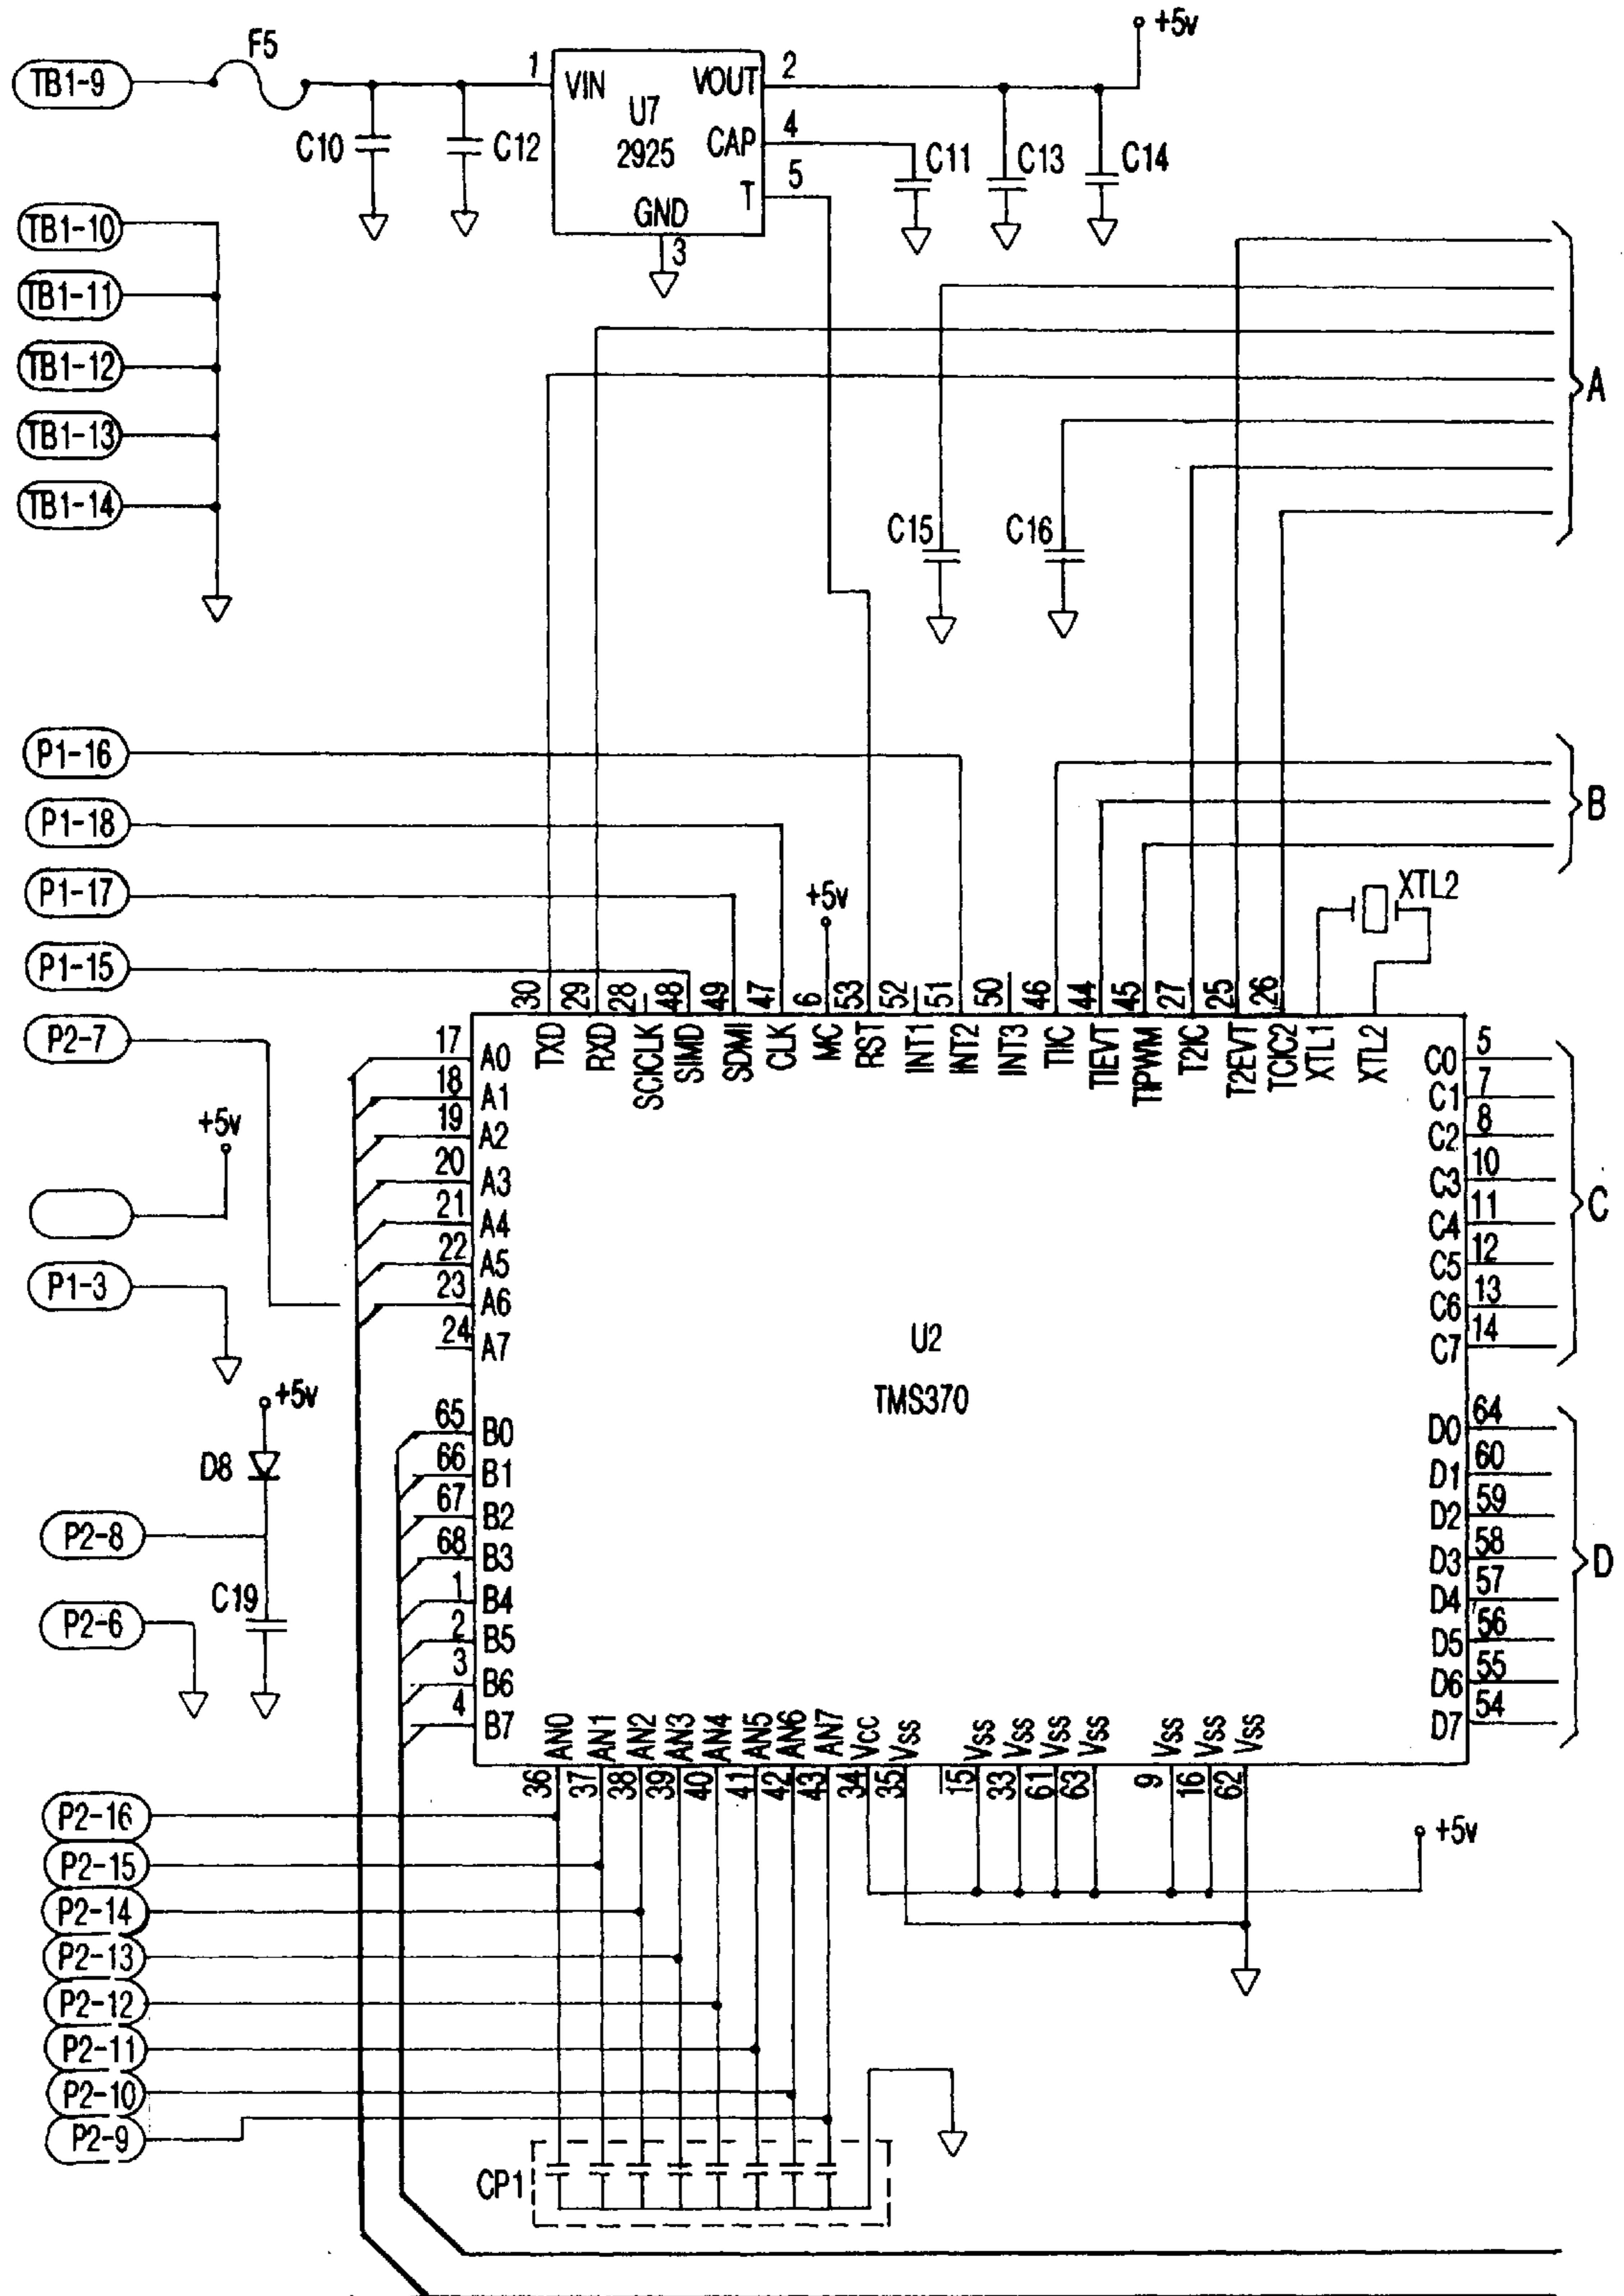 +5v
F5
TB1-9
1
VIN
VOUT
2
U7
2925
CAP
4
C10
C12
C11
C13
C14
T
5
GND
3
TB1-10
TB1-11
TB1-12
TB1-13
TB1-14
A
C15
C16
P1-16
P1-18
P1-17
P1-15
P2-7
B
+5v
XTL2
30
29
28
48
49
47
6
53
52
51
50
46
44
45
27
25
26
TXD
RXD
SCICLK
SIMD
SDMI
CLK
MC
RST
INT1
INT2
INT3
TIC
TIEVT
TIPWM
T2IC
T2EVT
TCIC2
XTL1
XTL2
17 A0
18 A1
19 A2
20 A3
21 A4
22 A5
23 A6
24 A7
C0 5
C1 7
C2 8
C3 10
C4 11
C5 12
C6 13
C7 14
C
+5v
P1-3
U2
TMS370
+5v
D8
P2-8
C19
P2-6
65 B0
66 B1
67 B2
68 B3
1 B4
2 B5
3 B6
4 B7
D0 64
D1 60
D2 59
D3 58
D4 57
D5 56
D6 55
D7 54
D
AN0
AN1
AN2
AN3
AN4
AN5
AN6
AN7
Vcc
Vss
Vss
Vss
Vss
Vss
Vss
Vss
Vss
36
37
38
39
40
41
42
43
34
35
15
33
61
63
9
16
62
P2-16
P2-15
P2-14
P2-13
P2-12
P2-11
P2-10
P2-9
+5v
CP1